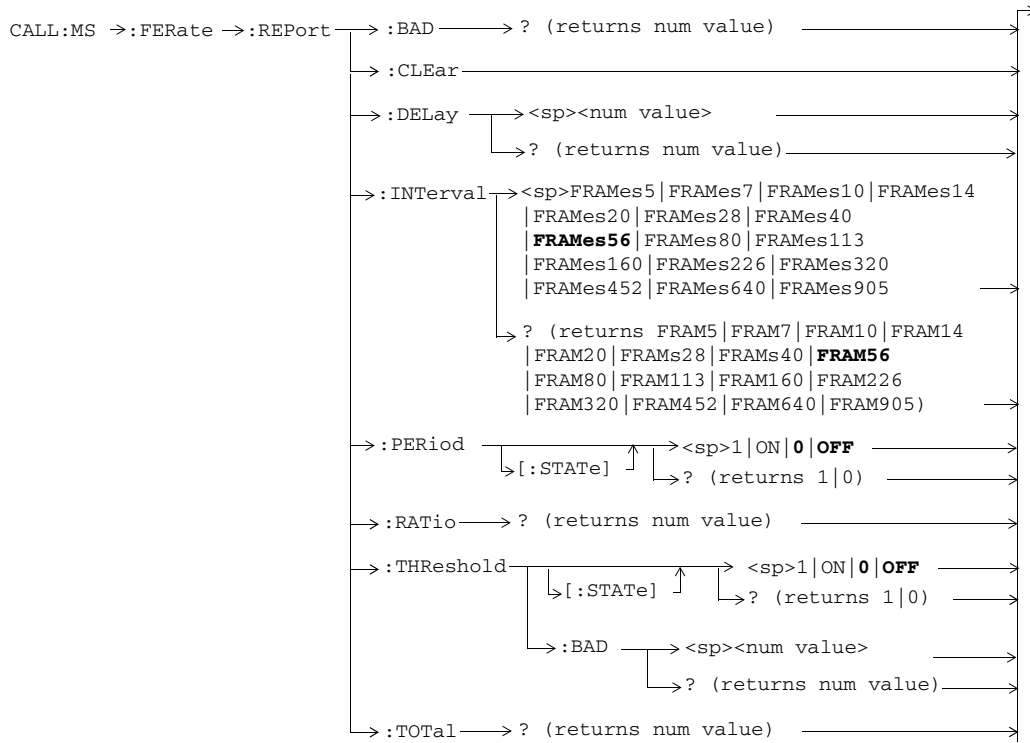 CALL:MS :FERate :REPort :BAD ? (returns num value)
:CLEar
:DELay <sp><num value>
? (returns num value)
:INTerval <sp>FRAMes5|FRAMes7|FRAMes10|FRAMes14
|FRAMes20|FRAMes28|FRAMes40
|FRAMes56|FRAMes80|FRAMes113
|FRAMes160|FRAMes226|FRAMes320
|FRAMes452|FRAMes640|FRAMes905
? (returns FRAM5|FRAM7|FRAM10|FRAM14
|FRAM20|FRAMs28|FRAMs40|FRAM56
|FRAM80|FRAM113|FRAM160|FRAM226
|FRAM320|FRAM452|FRAM640|FRAM905)
:PERiod <sp>1|ON|0|OFF
[:STATe] ? (returns 1|0)
:RATio ? (returns num value)
:THReshold <sp>1|ON|0|OFF
[:STATe] ? (returns 1|0)
:BAD <sp><num value>
? (returns num value)
:TOTal ? (returns num value)